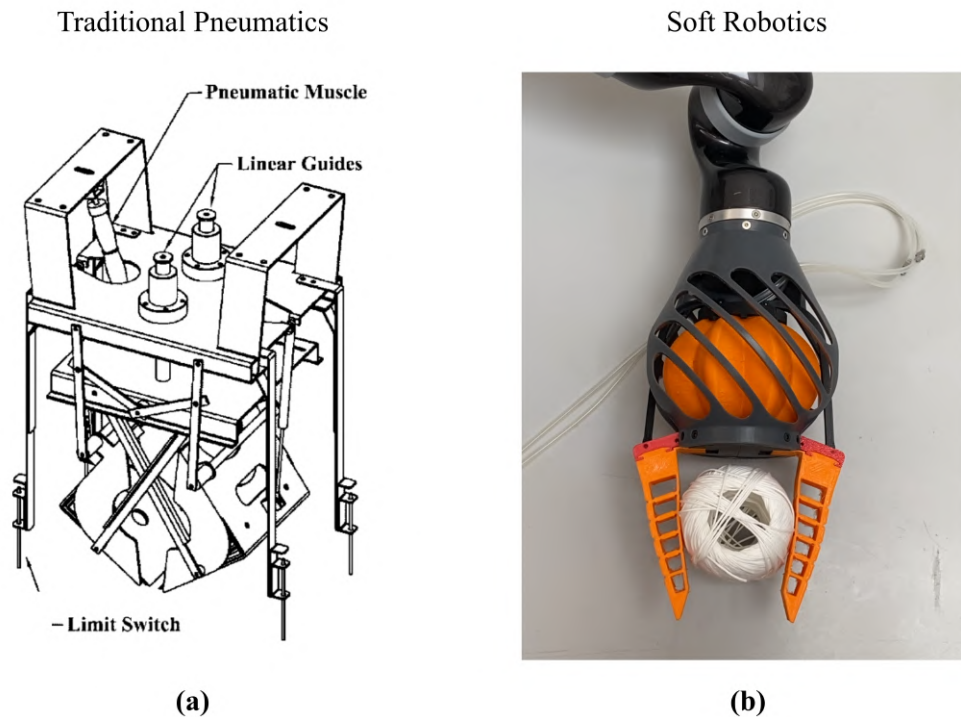 Traditional Pneumatics
Soft Robotics
Pneumatic Muscle
Linear Guides
Limit Switch
(a)
(b)